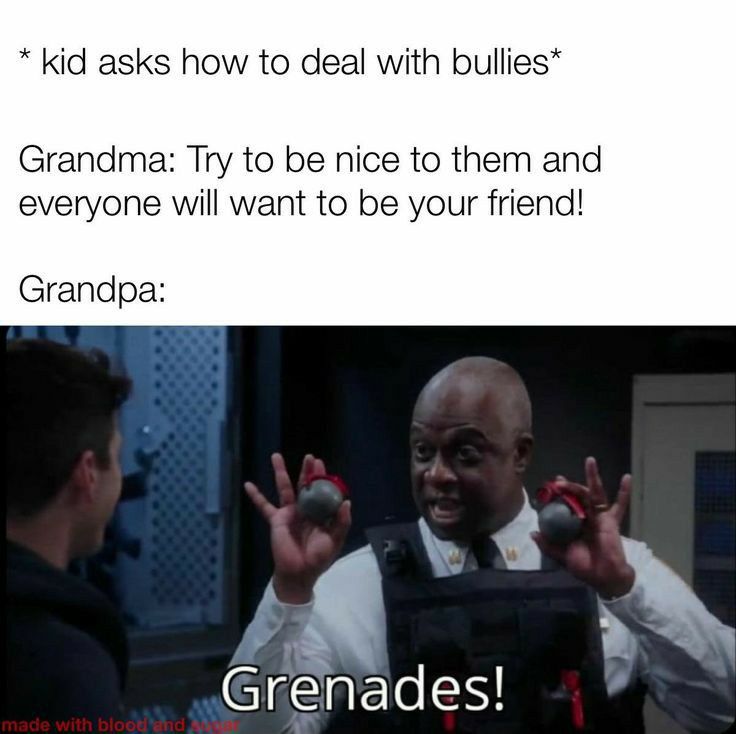 * kid asks how to deal with bullies*
Grandma: Try to be nice to them and
everyone will want to be your friend!
Grandpa:
Grenades!
made with blood and sugar